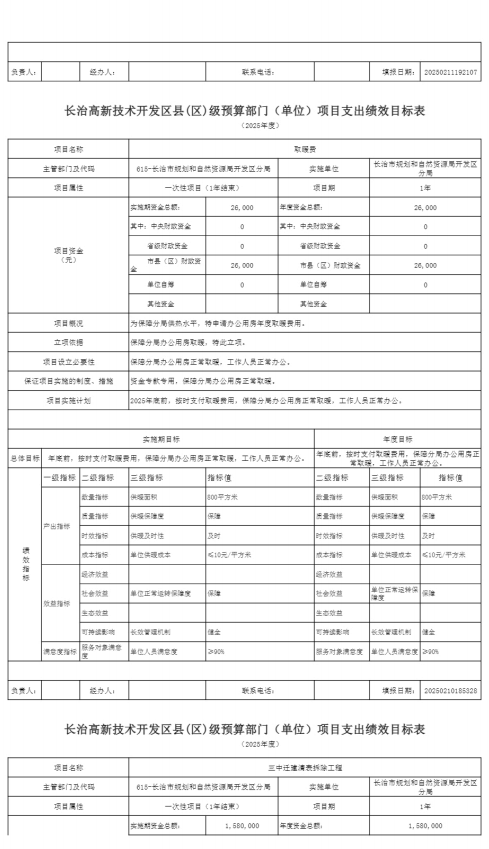 负责人： 经办人： 联系电话： 填报日期： 20250211192107
长治高新技术开发区县(区)级预算部门（单位）项目支出绩效目标表
（2025年度）
项目名称 取暖费
主管部门及代码 615-长治市规划和自然资源局开发区分局 实施单位 长治市规划和自然资源局开发区分局
项目属性 一次性项目（1年结束） 项目期 1年
项目资金（元） 实施期资金总额： 26,000 年度资金总额： 26,000
其中：中央财政资金 0 其中：中央财政资金 0
省级财政资金 0 省级财政资金 0
市县（区）财政资金 26,000 市县（区）财政资金 26,000
单位自筹 0 单位自筹 0
其他资金 其他资金
项目概况 为保障分局供热水平，特申请办公用房年度取暖费用。
立项依据 保障分局办公用房取暖，特此立项。
项目设立必要性 保障分局办公用房正常取暖，工作人员正常办公。
保证项目实施的制度、措施 资金专款专用，保障分局办公用房正常取暖。
项目实施计划 2025年底前，按时支付取暖费用，保障分局办公用房正常取暖，工作人员正常办公。
实施期目标 年度目标
总体目标 年底前，按时支付取暖费用，保障分局办公用房正常取暖，工作人员正常办公。 年底前，按时支付取暖费用，保障分局办公用房正常取暖，工作人员正常办公。
绩效指标 一级指标 二级指标 三级指标 指标值 二级指标 三级指标 指标值
产出指标 数量指标 供暖面积 800平方米 数量指标 供暖面积 800平方米
质量指标 供暖保障度 保障 质量指标 供暖保障度 保障
时效指标 供暖及时性 及时 时效指标 供暖及时性 及时
成本指标 单位供暖成本 ≤10元/平方米 成本指标 单位供暖成本 ≤10元/平方米
效益指标 经济效益 经济效益
社会效益 单位正常运转保障度 保障 社会效益 单位正常运转保障度 保障
生态效益 生态效益
可持续影响 长效管理机制 健全 可持续影响 长效管理机制 健全
满意度指标 服务对象满意度 单位人员满意度 ≥90% 服务对象满意度 单位人员满意度 ≥90%
负责人： 经办人： 联系电话： 填报日期： 20250210185328
长治高新技术开发区县(区)级预算部门（单位）项目支出绩效目标表
（2025年度）
项目名称 三中迁建清表拆除工程
主管部门及代码 615-长治市规划和自然资源局开发区分局 实施单位 长治市规划和自然资源局开发区分局
项目属性 一次性项目（1年结束） 项目期 1年
实施期资金总额： 1,580,000 年度资金总额： 1,580,000